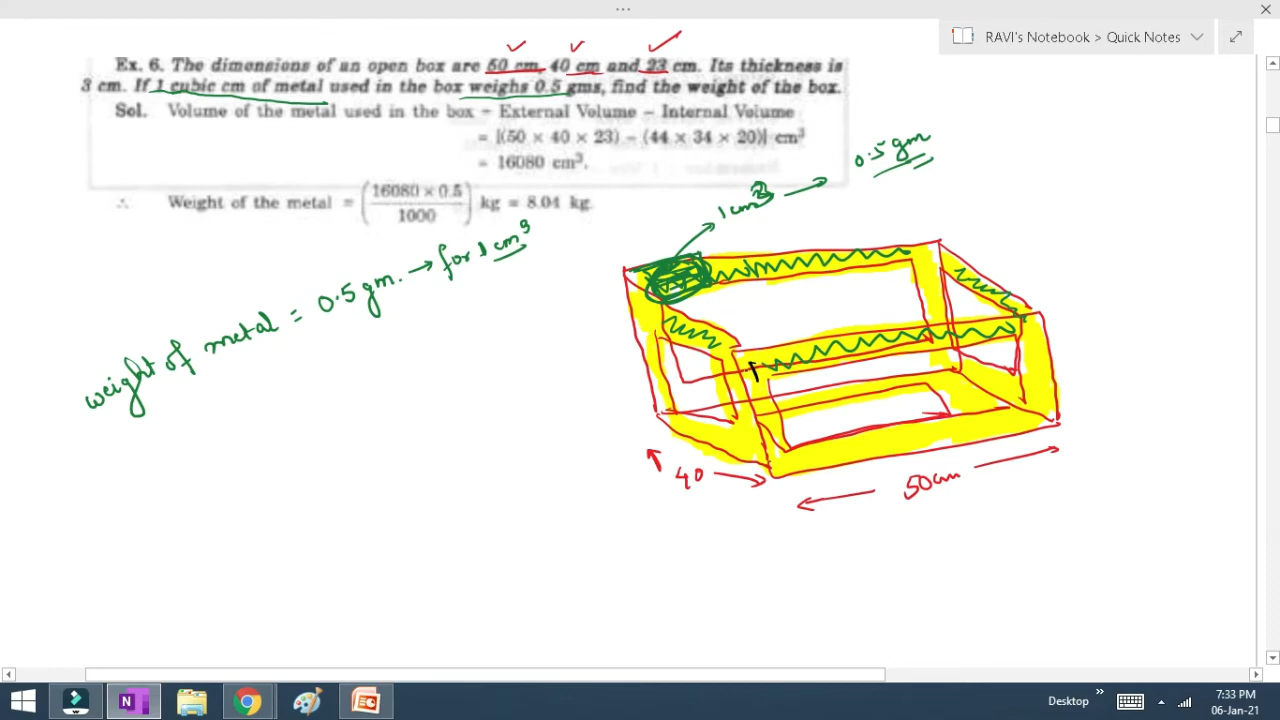 RAVI's Notebook > Quick Notes
Ex. 6. The dimensions of an open box are 50 cm, 40 cm and 23 cm. Its thickness is
3 cm. If 1 cubic cm of metal used in the box weighs 0.5 gms, find the weight of the box.
Sol. Volume of the metal used in the box = External Volume – Internal Volume
= [(50 × 40 × 23) – (44 × 34 × 20)] cm³
= 16080 cm³.
∴ Weight of the metal = (16080 × 0.5 / 1000) kg = 8.04 kg.
1 cm³ → 0.5 gm
weight of metal = 0.5 gm. → for 1 cm³
40
50cm
N
Desktop
7:33 PM
06-Jan-21